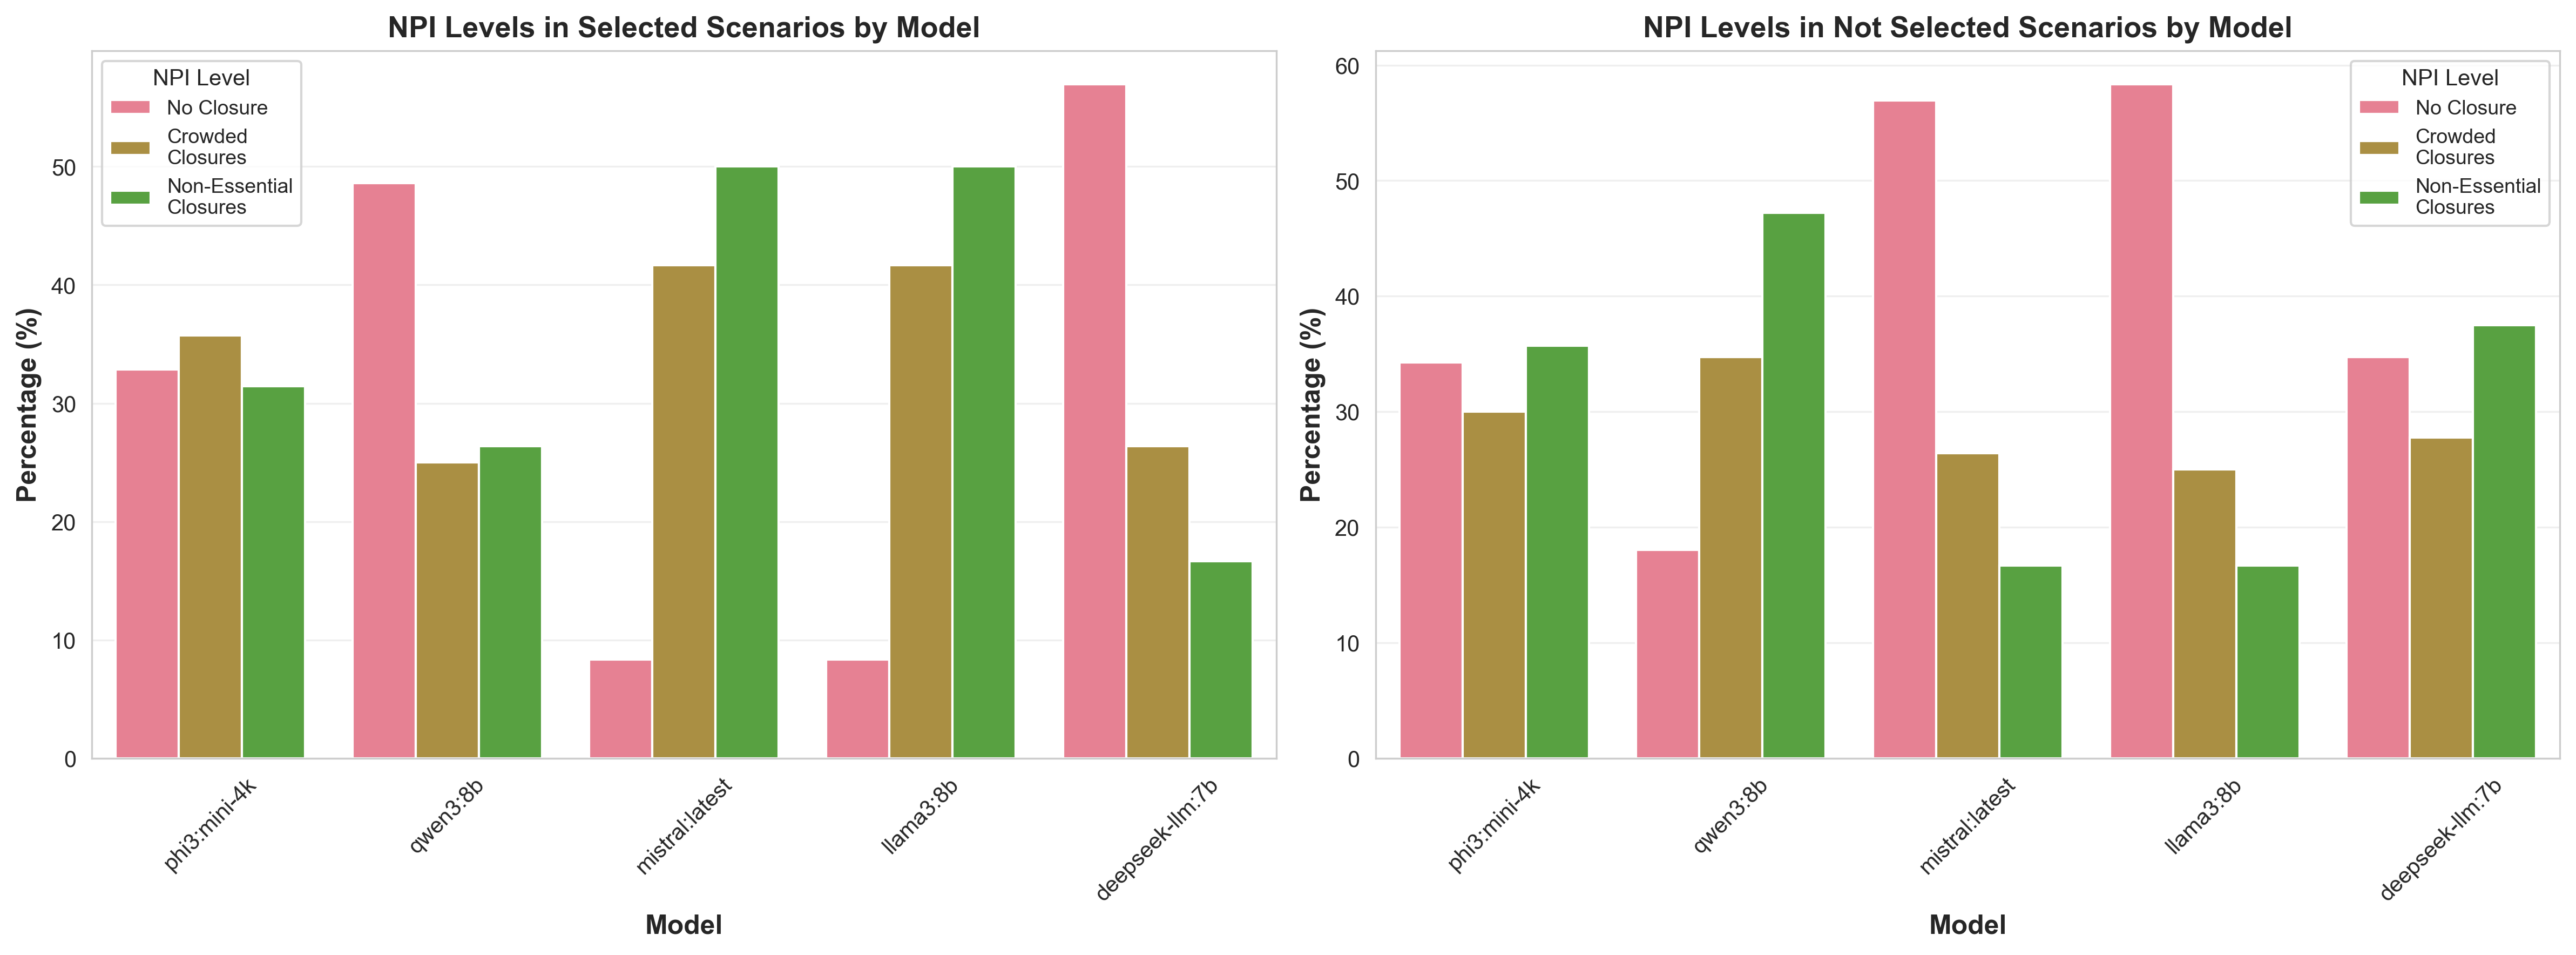 NPI Levels in Selected Scenarios by Model
NPI Level
No Closure
Crowded
Closures
Non-Essential
Closures
Percentage (%)
50
40
30
20
10
0
phi3:mini-4k
qwen3:8b
mistral:latest
llama3:8b
deepseek-llm:7b
Model
NPI Levels in Not Selected Scenarios by Model
NPI Level
No Closure
Crowded
Closures
Non-Essential
Closures
Percentage (%)
60
50
40
30
20
10
0
phi3:mini-4k
qwen3:8b
mistral:latest
llama3:8b
deepseek-llm:7b
Model